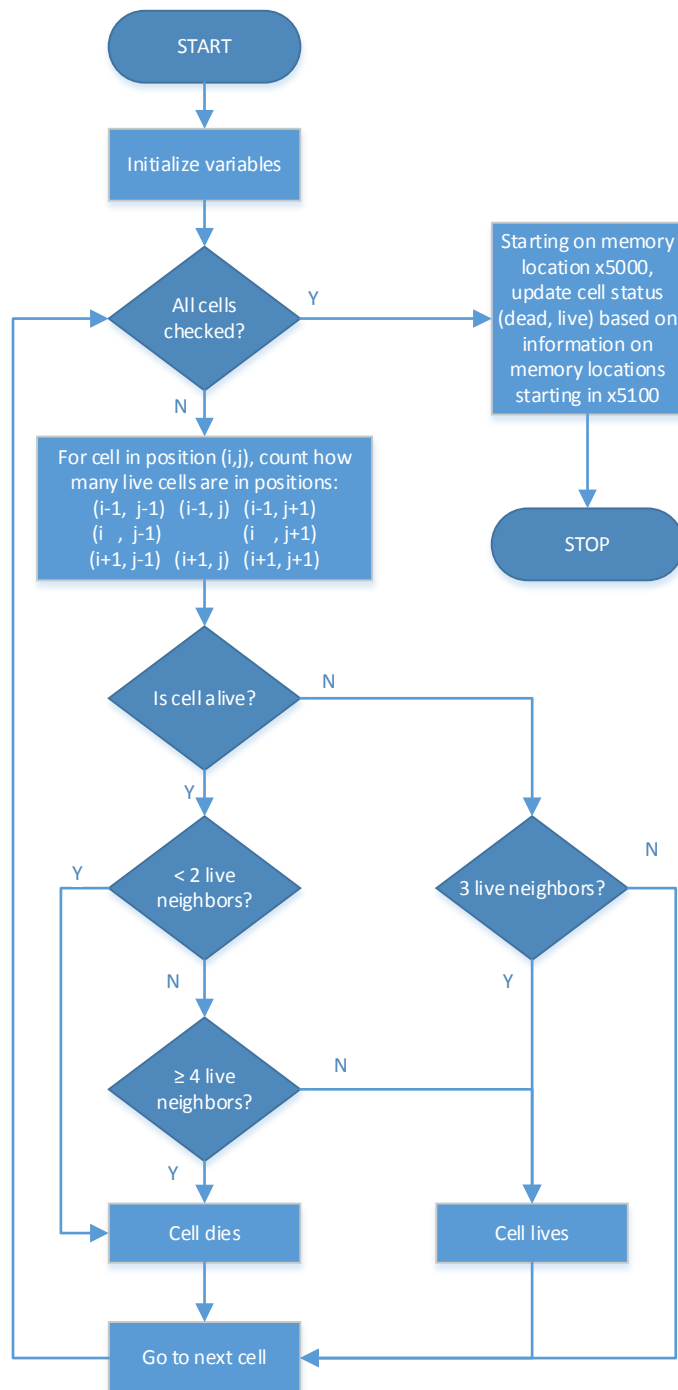 START
Initialize variables
All cells
checked?
Y
Starting on memory
location x5000,
update cell status
(dead, live) based on
information on
memory locations
starting in x5100
N
For cell in position (i,j), count how
many live cells are in positions:
(i-1, j-1) (i-1, j) (i-1, j+1)
(i , j-1) (i , j+1)
(i+1, j-1) (i+1, j) (i+1, j+1)
STOP
Is cell alive?
N
Y
Y
< 2 live
neighbors?
3 live neighbors?
N
N
Y
≥ 4 live
neighbors?
N
Y
Cell dies
Cell lives
Go to next cell